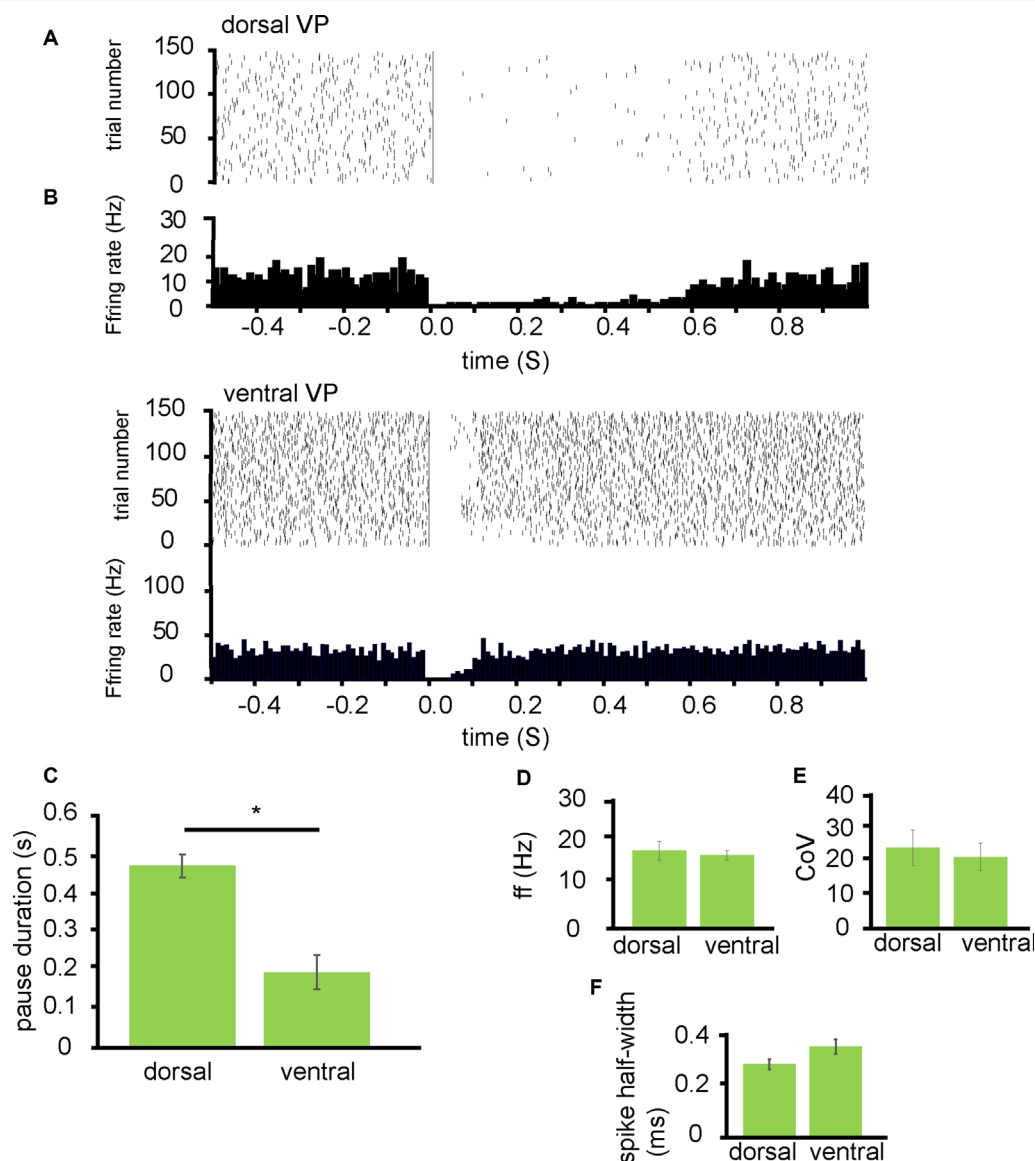 A
dorsal VP
trial number
150
100
50
0
B
Ffring rate (Hz)
30
20
10
0
-0.4 -0.2 0.0 0.2 0.4 0.6 0.8
time (S)
ventral VP
trial number
150
100
50
0
Ffring rate (Hz)
100
50
0
-0.4 -0.2 0.0 0.2 0.4 0.6 0.8
time (S)
C
pause duration (s)
0.6
0.5
0.4
0.3
0.2
0.1
0
*
dorsal ventral
D
ff (Hz)
30
20
10
0
dorsal ventral
E
CoV
40
30
20
10
0
dorsal ventral
F
spike half-width
(ms)
0.4
0.2
0
dorsal ventral